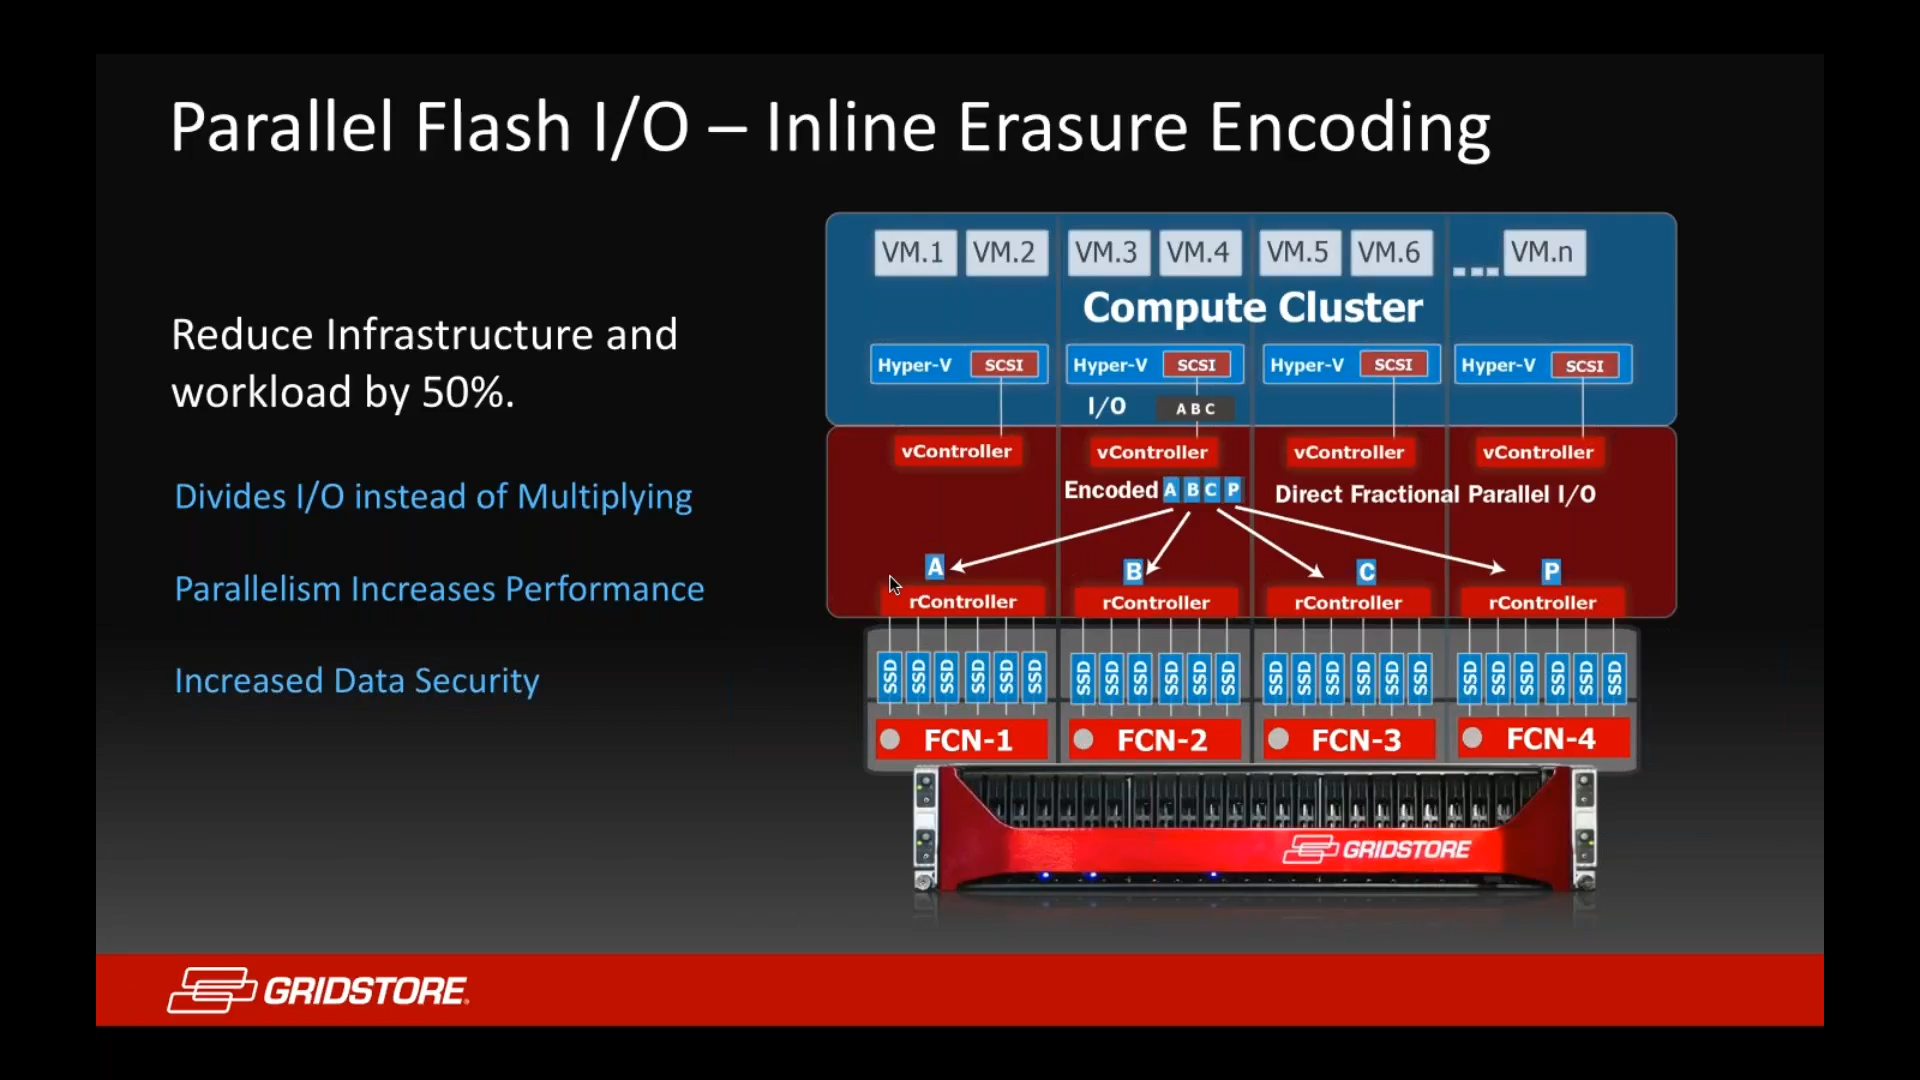 Parallel Flash I/O – Inline Erasure Encoding
Reduce Infrastructure and
workload by 50%.
Divides I/O instead of Multiplying
Parallelism Increases Performance
Increased Data Security
VM.1 VM.2 VM.3 VM.4 VM.5 VM.6 ... VM.n
Compute Cluster
Hyper-V SCSI Hyper-V SCSI Hyper-V SCSI Hyper-V SCSI
I/O A B C
vController vController vController vController
Encoded A B C P Direct Fractional Parallel I/O
A B C P
rController rController rController rController
SSD SSD SSD SSD SSD SSD SSD SSD SSD SSD SSD SSD SSD SSD SSD SSD SSD SSD SSD SSD SSD SSD SSD SSD
FCN-1 FCN-2 FCN-3 FCN-4
GRIDSTORE
GRIDSTORE